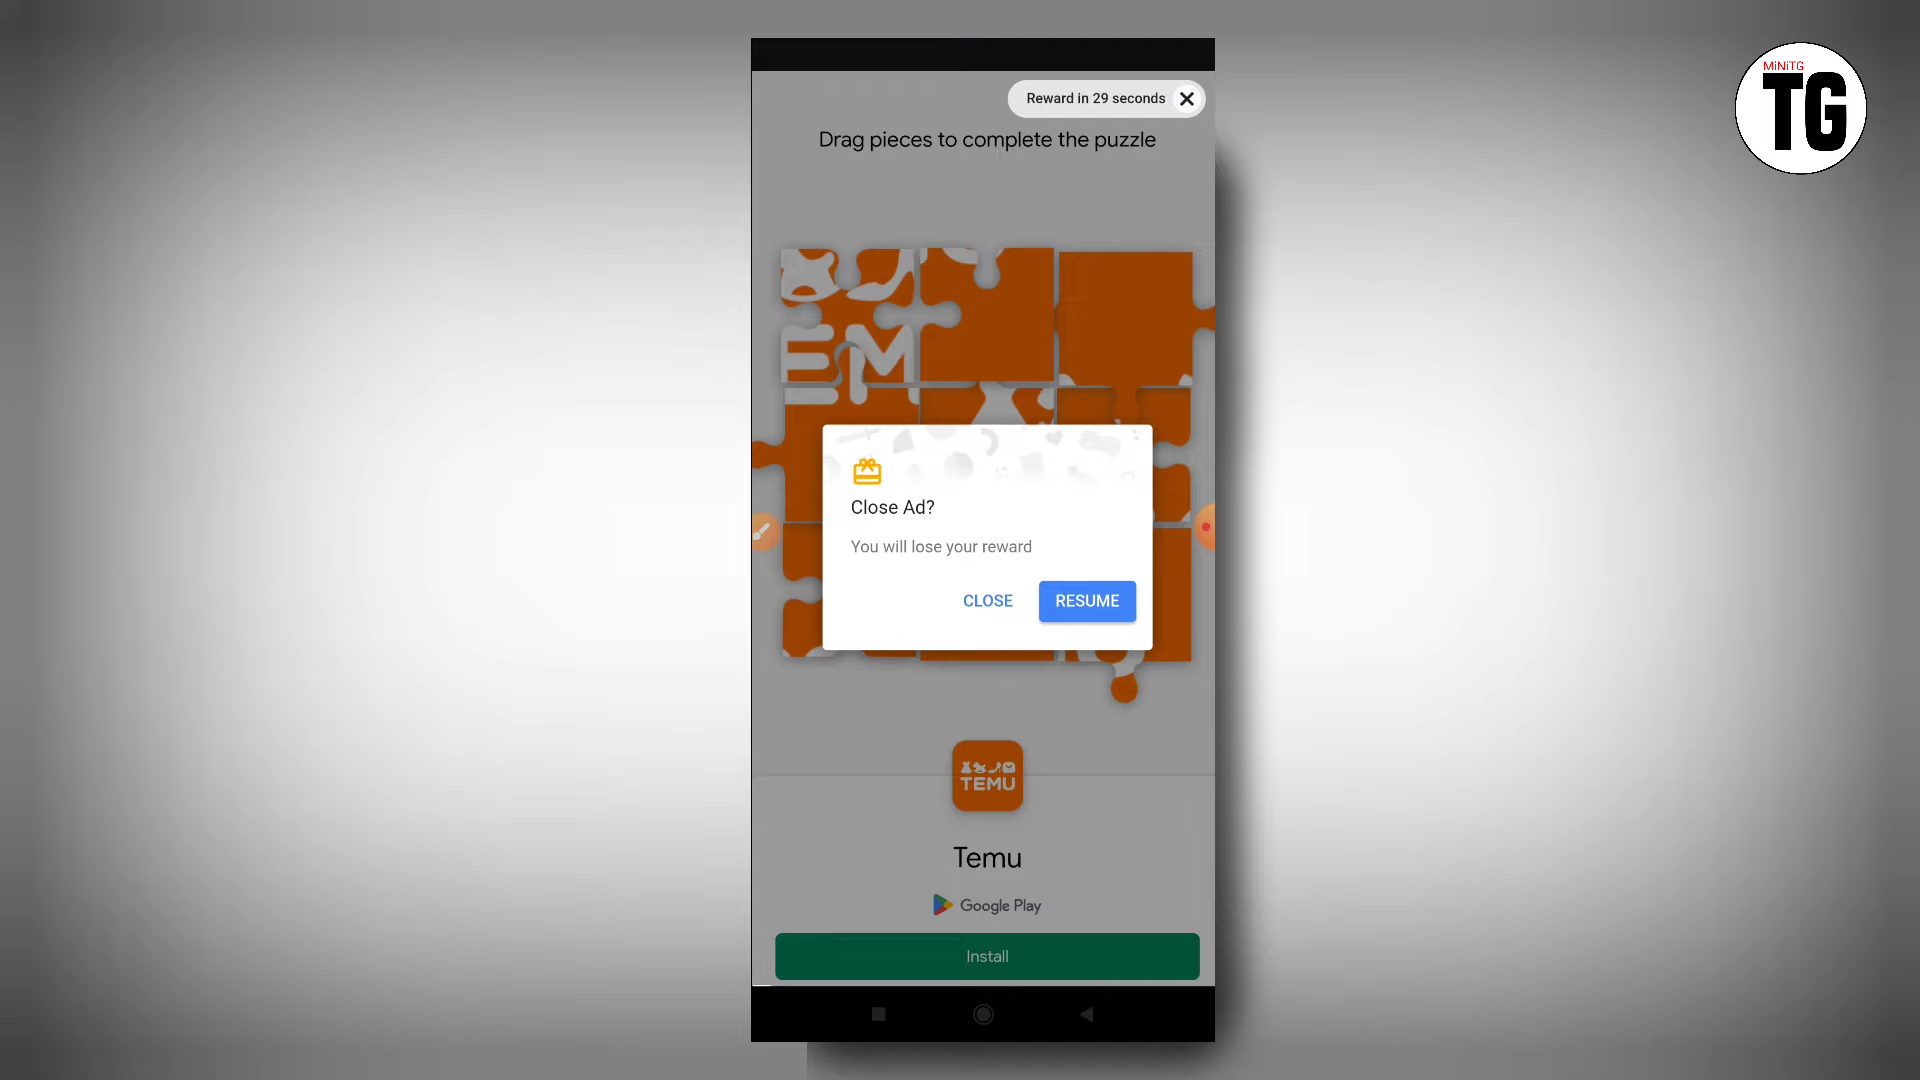 MiNiTG
TG
Reward in 29 seconds
Drag pieces to complete the puzzle
EM
Close Ad?
You will lose your reward
CLOSE
RESUME
TEMU
Temu
Google Play
Install